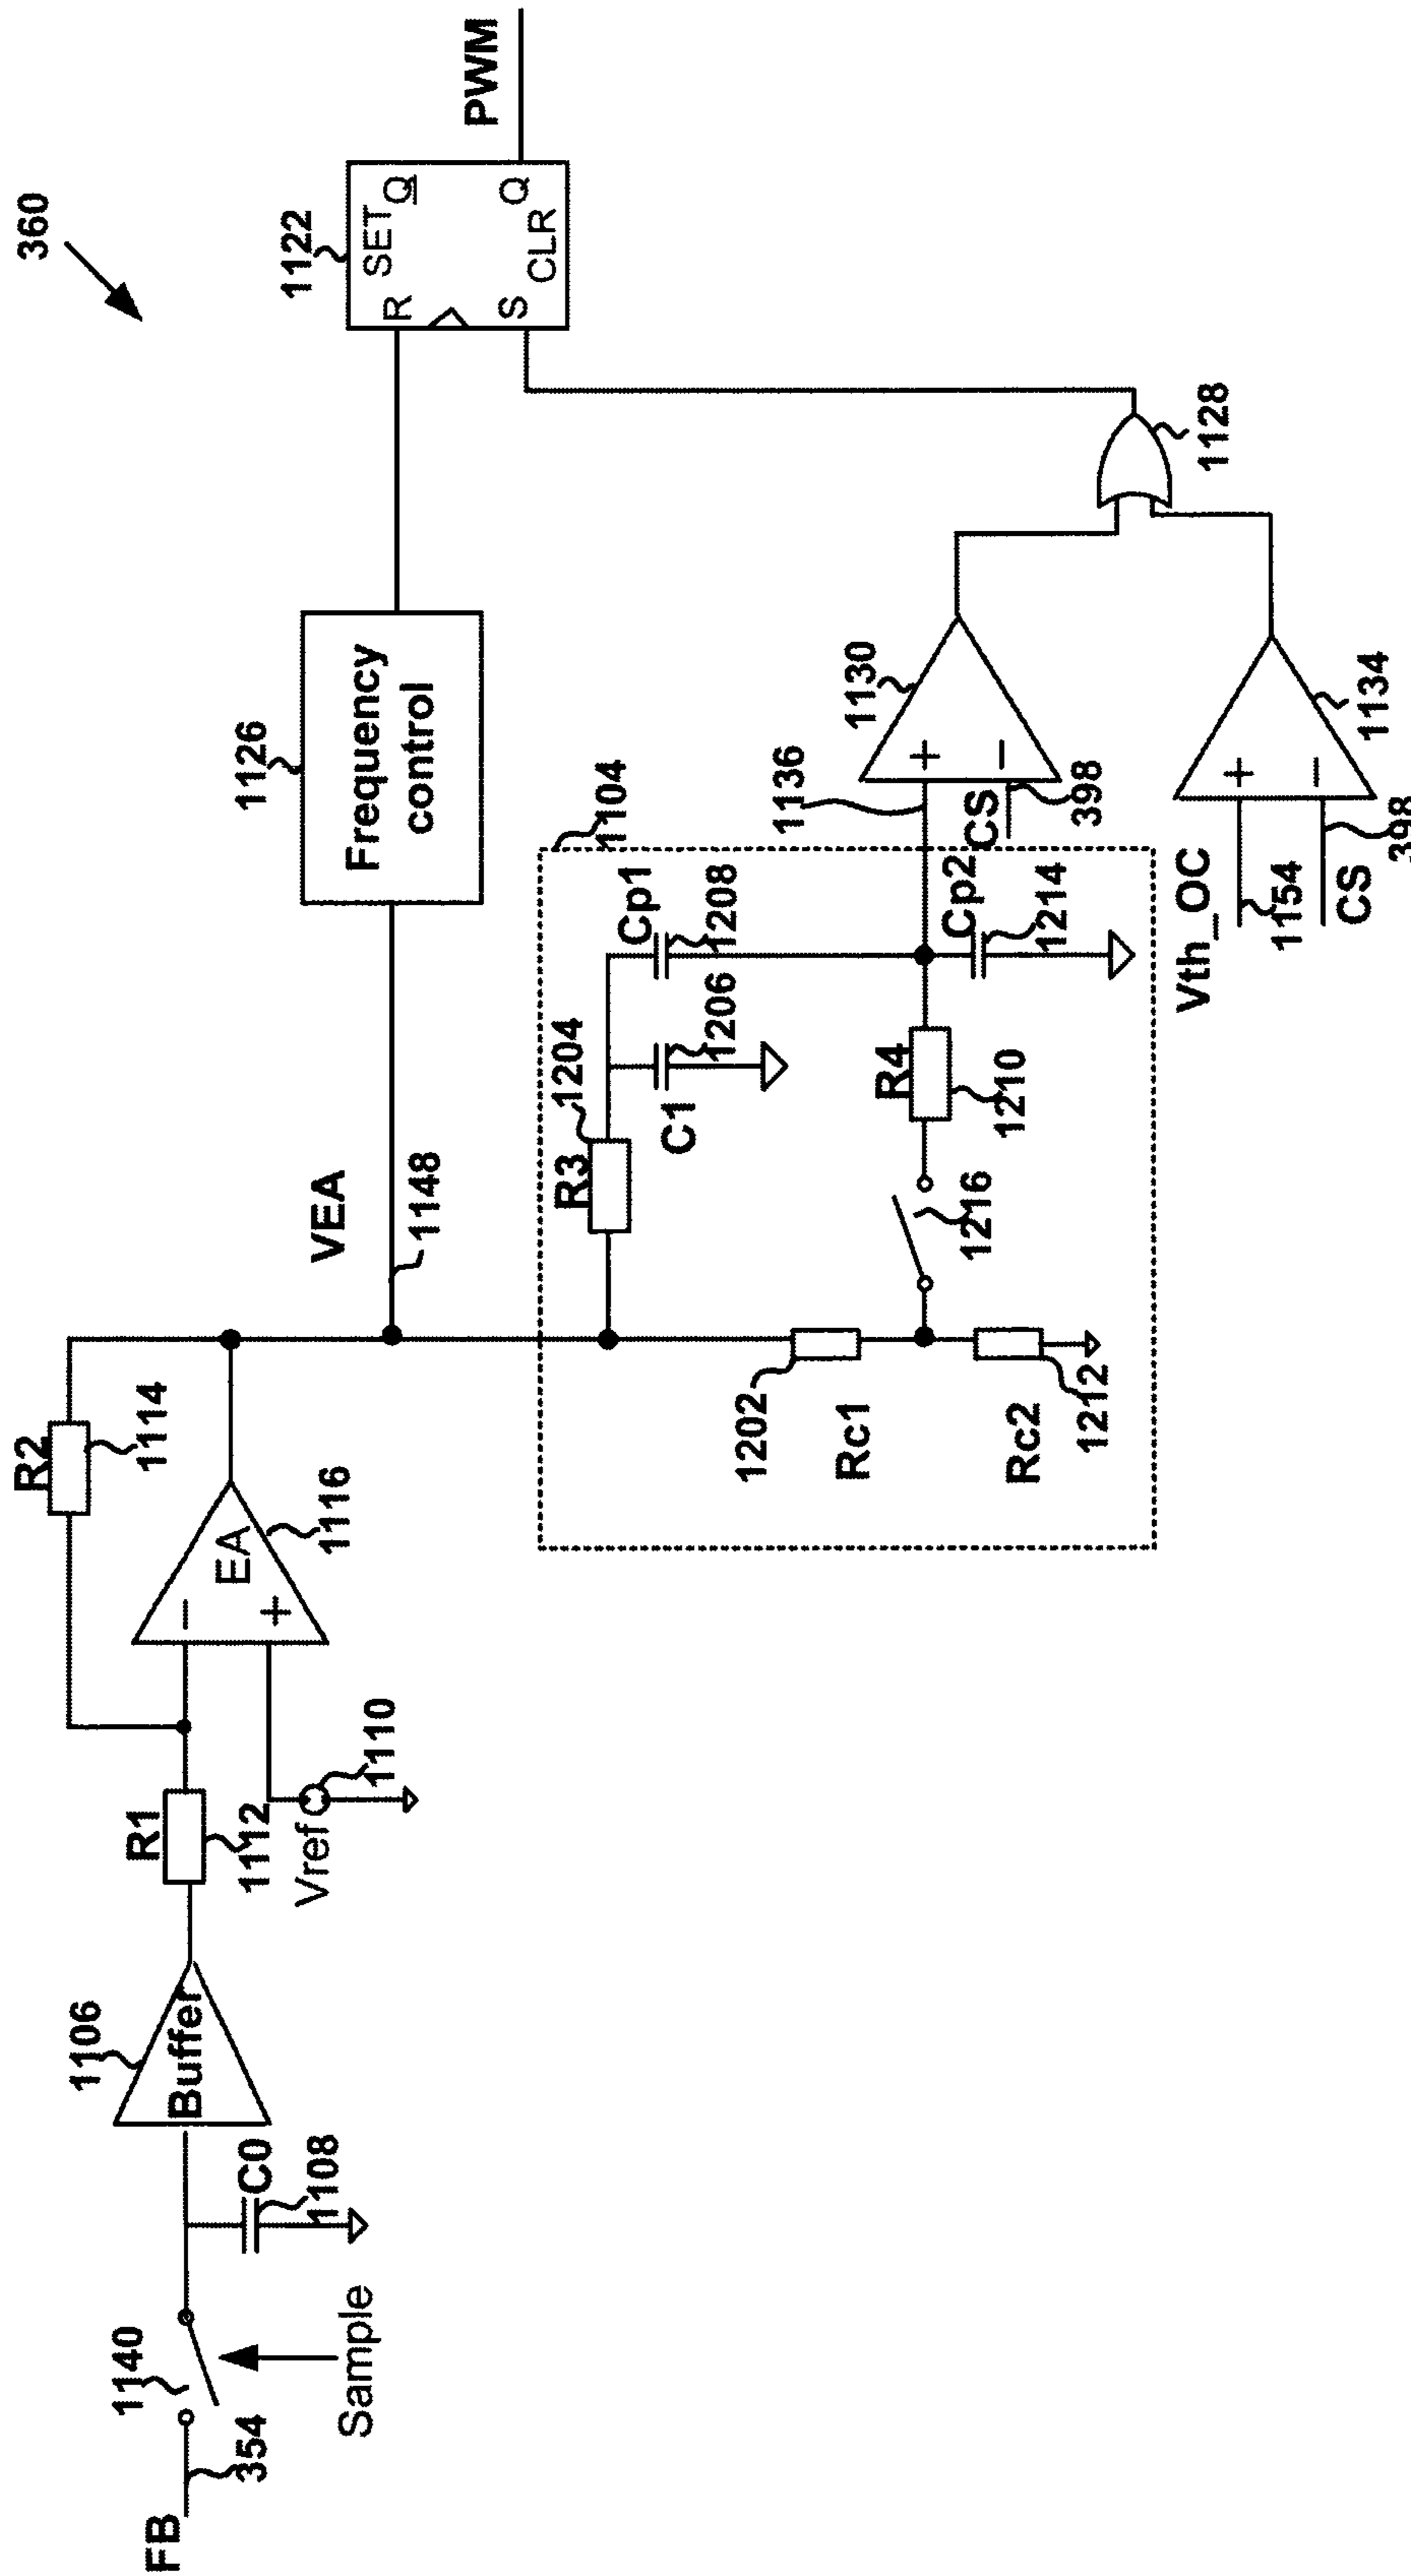 360
FB
354
1140
Sample
C0
1108
1106
Buffer
R1
1112
Vref
1110
R2
1114
EA
−
+
1116
VEA
1148
1126
Frequency
control
1122
R
SET
Q
S
CLR
Q
PWM
1104
R3
1204
C1
1206
Cp1
1208
1202
Rc1
Rc2
1212
1216
R4
1210
Cp2
1214
1136
CS
398
+
−
1130
Vth_OC
1154
CS
398
+
−
1134
1128